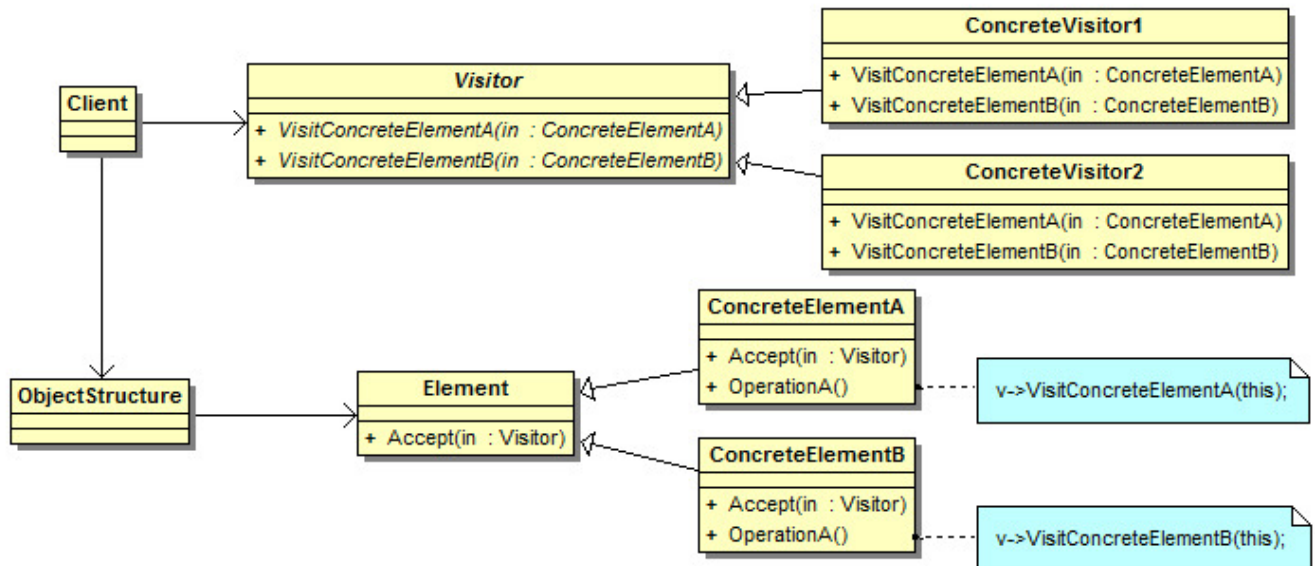 ConcreteVisitor1
+ VisitConcreteElementA(in : ConcreteElementA)
+ VisitConcreteElementB(in : ConcreteElementB)
Visitor
+ VisitConcreteElementA(in : ConcreteElementA)
+ VisitConcreteElementB(in : ConcreteElementB)
Client
ConcreteVisitor2
+ VisitConcreteElementA(in : ConcreteElementA)
+ VisitConcreteElementB(in : ConcreteElementB)
ConcreteElementA
+ Accept(in : Visitor)
+ OperationA()
v->VisitConcreteElementA(this);
ObjectStructure
Element
+ Accept(in : Visitor)
ConcreteElementB
+ Accept(in : Visitor)
+ OperationA()
v->VisitConcreteElementB(this);